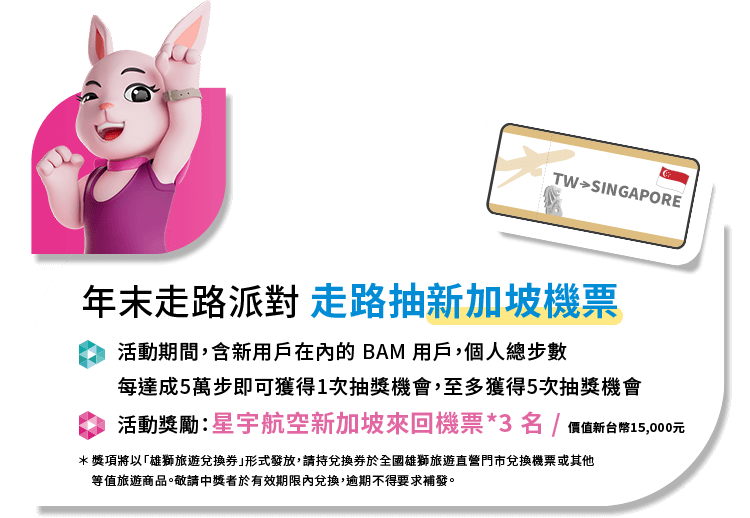 TW➔SINGAPORE
年末走路派對 走路抽新加坡機票
活動期間，含新用戶在內的 BAM 用戶，個人總步數
每達成5萬步即可獲得1次抽獎機會，至多獲得5次抽獎機會
活動獎勵：星宇航空新加坡來回機票*3 名 / 價值新台幣15,000元
＊獎項將以「雄獅旅遊兌換券」形式發放，請持兌換券於全國雄獅旅遊直營門市兌換機票或其他
等值旅遊商品。敬請中獎者於有效期限內兌換，逾期不得要求補發。